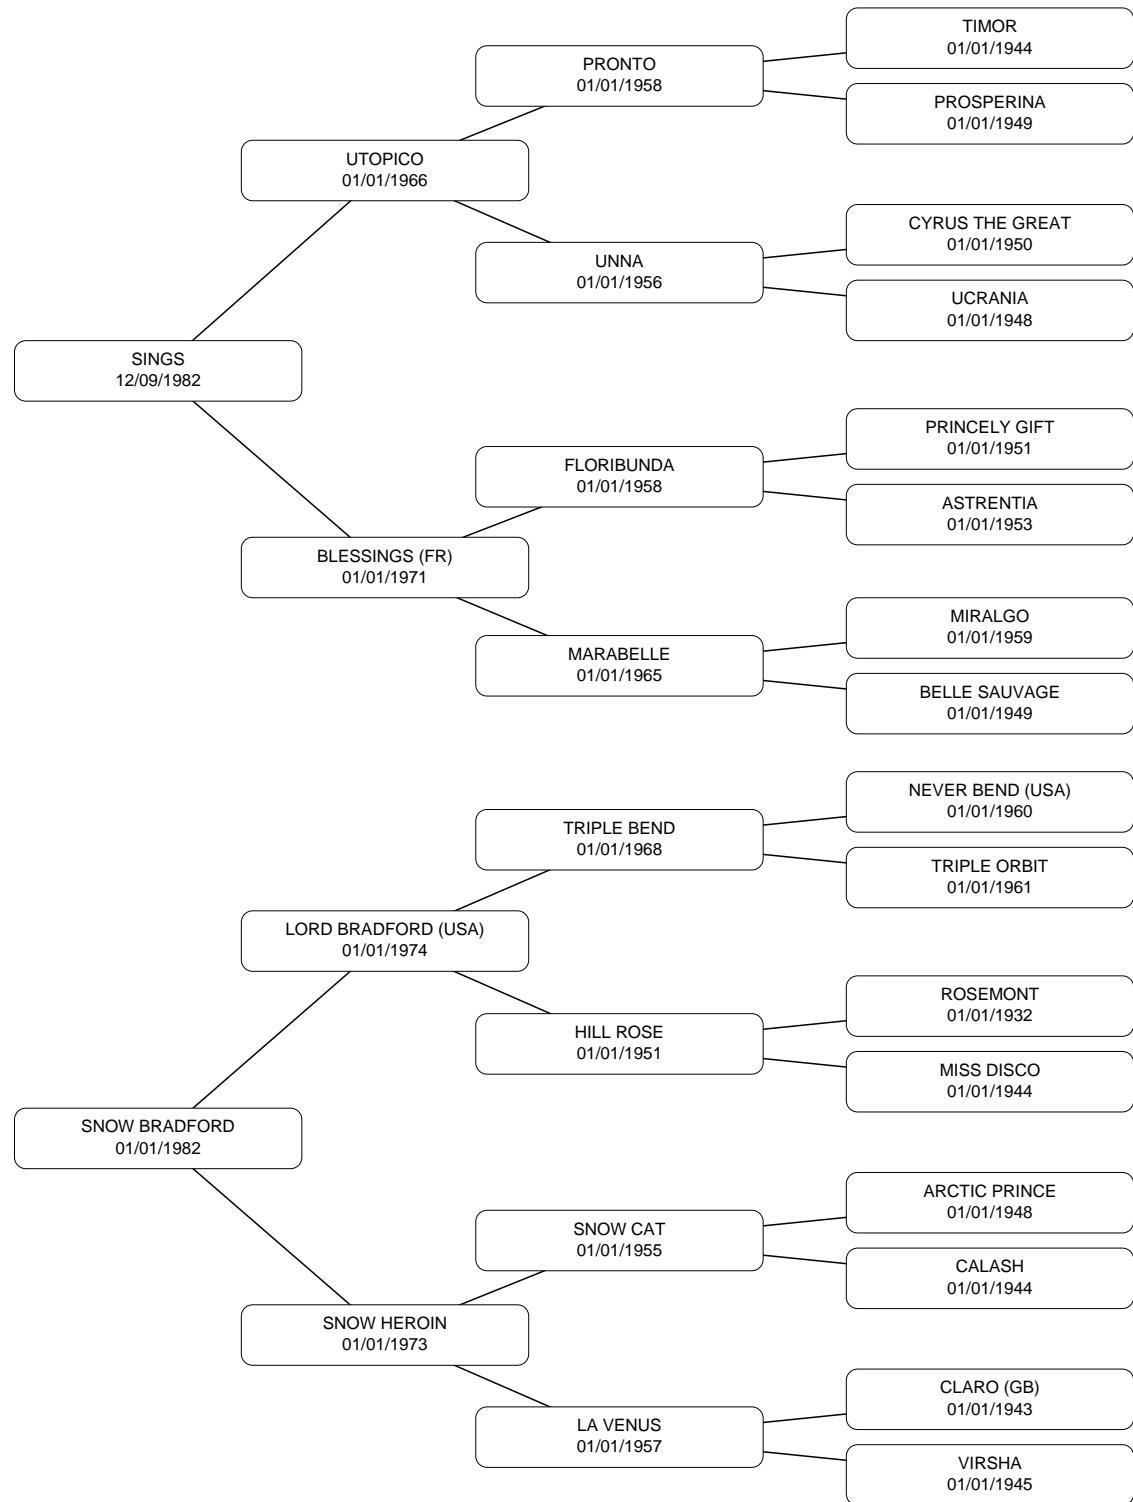 TIMOR
01/01/1944
PRONTO
01/01/1958
PROSPERINA
01/01/1949
UTOPICO
01/01/1966
CYRUS THE GREAT
01/01/1950
UNNA
01/01/1956
UCRANIA
01/01/1948
SINGS
12/09/1982
PRINCELY GIFT
01/01/1951
FLORIBUNDA
01/01/1958
ASTRENTIA
01/01/1953
BLESSINGS (FR)
01/01/1971
MIRALGO
01/01/1959
MARABELLE
01/01/1965
BELLE SAUVAGE
01/01/1949
NEVER BEND (USA)
01/01/1960
TRIPLE BEND
01/01/1968
TRIPLE ORBIT
01/01/1961
LORD BRADFORD (USA)
01/01/1974
ROSEMONT
01/01/1932
HILL ROSE
01/01/1951
MISS DISCO
01/01/1944
SNOW BRADFORD
01/01/1982
ARCTIC PRINCE
01/01/1948
SNOW CAT
01/01/1955
CALASH
01/01/1944
SNOW HEROIN
01/01/1973
CLARO (GB)
01/01/1943
LA VENUS
01/01/1957
VIRSHA
01/01/1945